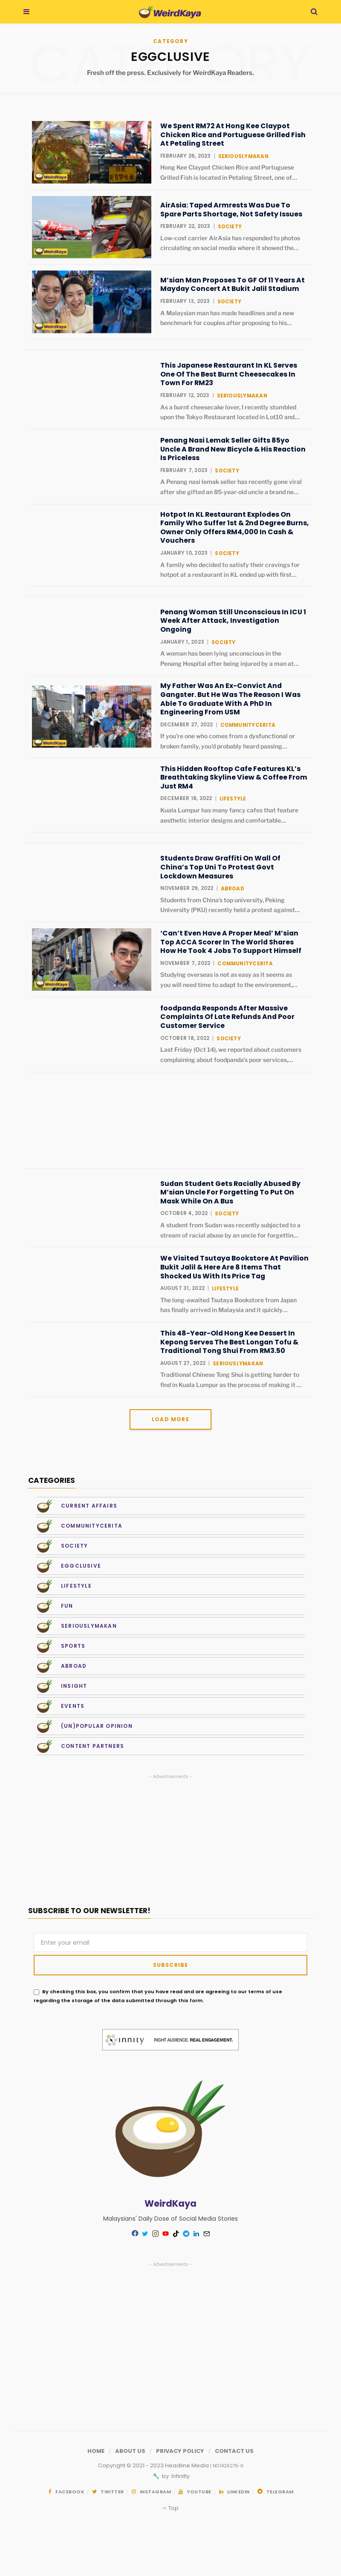 WeirdKaya
CATEGORY
EGGCLUSIVE
Fresh off the press. Exclusively for WeirdKaya Readers.
We Spent RM72 At Hong Kee Claypot
Chicken Rice and Portuguese Grilled Fish
At Petaling Street
FEBRUARY 26, 2023 | SERIOUSLYMAKAN
Hong Kee Claypot Chicken Rice and Portuguese
Grilled Fish is located in Petaling Street, one of…
AirAsia: Taped Armrests Was Due To
Spare Parts Shortage, Not Safety Issues
FEBRUARY 22, 2023 | SOCIETY
Low-cost carrier AirAsia has responded to photos
circulating on social media where it showed the…
M'sian Man Proposes To GF Of 11 Years At
Mayday Concert At Bukit Jalil Stadium
FEBRUARY 13, 2023 | SOCIETY
A Malaysian man has made headlines and a new
benchmark for couples after proposing to his…
This Japanese Restaurant In KL Serves
One Of The Best Burnt Cheesecakes In
Town For RM23
FEBRUARY 12, 2023 | SERIOUSLYMAKAN
As a burnt cheesecake lover, I recently stumbled
upon the Tokyo Restaurant located in Lot10 and…
Penang Nasi Lemak Seller Gifts 85yo
Uncle A Brand New Bicycle & His Reaction
Is Priceless
FEBRUARY 7, 2023 | SOCIETY
A Penang nasi lemak seller has recently gone viral
after she gifted an 85-year-old uncle a brand ne…
Hotpot In KL Restaurant Explodes On
Family Who Suffer 1st & 2nd Degree Burns,
Owner Only Offers RM4,000 In Cash &
Vouchers
JANUARY 10, 2023 | SOCIETY
A family who decided to satisfy their cravings for
hotpot at a restaurant in KL ended up with first…
Penang Woman Still Unconscious In ICU 1
Week After Attack, Investigation
Ongoing
JANUARY 1, 2023 | SOCIETY
A woman has been lying unconscious in the
Penang Hospital after being injured by a man at…
My Father Was An Ex-Convict And
Gangster. But He Was The Reason I Was
Able To Graduate With A PhD In
Engineering From USM
DECEMBER 27, 2022 | COMMUNITYCERITA
If you're one who comes from a dysfunctional or
broken family, you'd probably heard passing…
This Hidden Rooftop Cafe Features KL's
Breathtaking Skyline View & Coffee From
Just RM4
DECEMBER 18, 2022 | LIFESTYLE
Kuala Lumpur has many fancy cafes that feature
aesthetic interior designs and comfortable…
Students Draw Graffiti On Wall Of
China's Top Uni To Protest Govt
Lockdown Measures
NOVEMBER 29, 2022 | ABROAD
Students from China's top university, Peking
University (PKU) recently held a protest against…
'Can't Even Have A Proper Meal' M'sian
Top ACCA Scorer In The World Shares
How He Took 4 Jobs To Support Himself
NOVEMBER 7, 2022 | COMMUNITYCERITA
Studying overseas is not as easy as it seems as
you will need time to adapt to the environment,…
foodpanda Responds After Massive
Complaints Of Late Refunds And Poor
Customer Service
OCTOBER 18, 2022 | SOCIETY
Last Friday (Oct 14), we reported about customers
complaining about foodpanda's poor services,…
Sudan Student Gets Racially Abused By
M'sian Uncle For Forgetting To Put On
Mask While On A Bus
OCTOBER 4, 2022 | SOCIETY
A student from Sudan was recently subjected to a
stream of racial abuse by an uncle for forgettin…
We Visited Tsutaya Bookstore At Pavilion
Bukit Jalil & Here Are 8 Items That
Shocked Us With Its Price Tag
AUGUST 31, 2022 | LIFESTYLE
The long-awaited Tsutaya Bookstore from Japan
has finally arrived in Malaysia and it quickly…
This 48-Year-Old Hong Kee Dessert In
Kepong Serves The Best Longan Tofu &
Traditional Tong Shui From RM3.50
AUGUST 27, 2022 | SERIOUSLYMAKAN
Traditional Chinese Tong Shui is getting harder to
find in Kuala Lumpur as the process of making it …
LOAD MORE
CATEGORIES
CURRENT AFFAIRS
COMMUNITYCERITA
SOCIETY
EGGCLUSIVE
LIFESTYLE
FUN
SERIOUSLYMAKAN
SPORTS
ABROAD
INSIGHT
EVENTS
(UN)POPULAR OPINION
CONTENT PARTNERS
- Advertisements -
SUBSCRIBE TO OUR NEWSLETTER!
Enter your email
SUBSCRIBE
By checking this box, you confirm that you have read and are agreeing to our terms of use
regarding the storage of the data submitted through this form.
innity RIGHT AUDIENCE. REAL ENGAGEMENT.
WeirdKaya
Malaysians' Daily Dose of Social Media Stories
- Advertisements -
HOME / ABOUT US / PRIVACY POLICY / CONTACT US
Copyright © 2021 - 2023 Headline Media
by infinity
FACEBOOK TWITTER INSTAGRAM YOUTUBE LINKEDIN TELEGRAM
Top